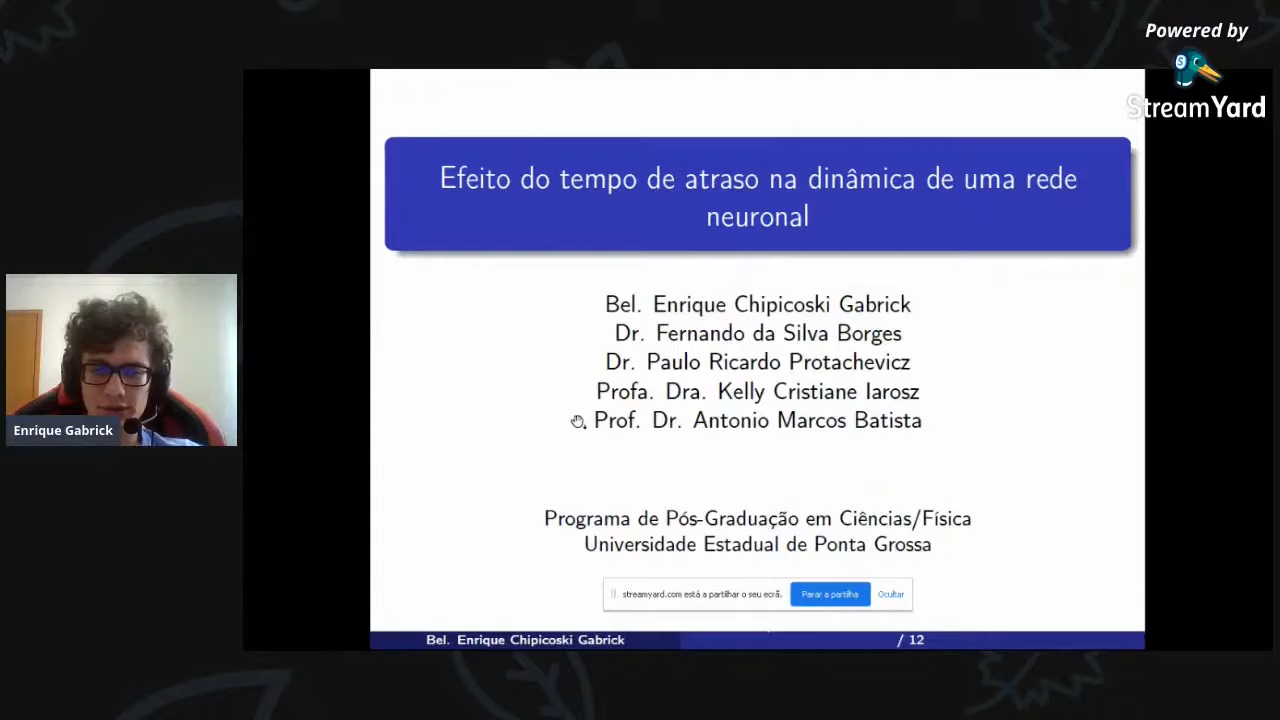 Powered by
StreamYard
Efeito do tempo de atraso na dinâmica de uma rede
neuronal
Bel. Enrique Chipicoski Gabrick
Dr. Fernando da Silva Borges
Dr. Paulo Ricardo Protachevicz
Profa. Dra. Kelly Cristiane Iarosz
Prof. Dr. Antonio Marcos Batista
Enrique Gabrick
Programa de Pós-Graduação em Ciências/Física
Universidade Estadual de Ponta Grossa
streamyard.com está a partilhar o seu ecrã. Parar a partilha Ocultar
Bel. Enrique Chipicoski Gabrick / 12